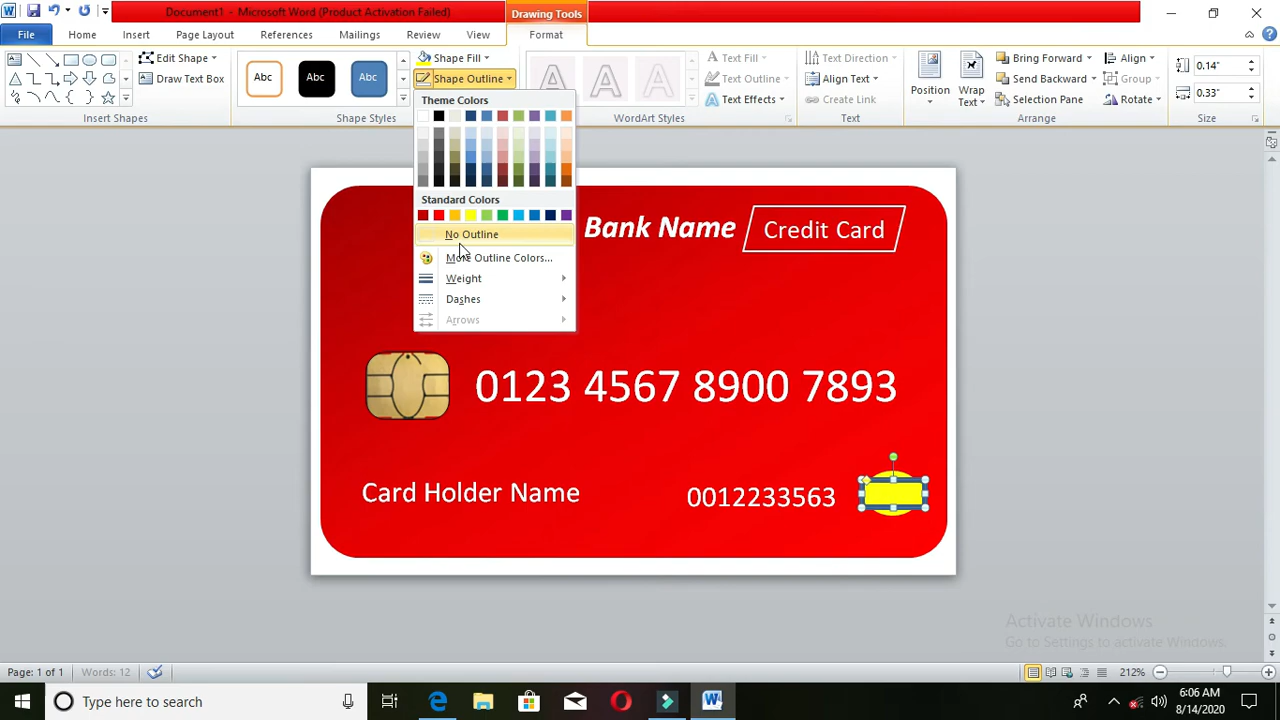 Document1 - Microsoft Word (Product Activation Failed)
Drawing Tools
File Home Insert Page Layout References Mailings Review View Format
Edit Shape
Draw Text Box
Insert Shapes
Abc Abc Abc
Shape Styles
Shape Fill
Shape Outline
Theme Colors
Standard Colors
No Outline
More Outline Colors...
Weight
Dashes
Arrows
A A A
WordArt Styles
Text Fill
Text Outline
Text Effects
Text Direction
Align Text
Create Link
Text
Position
Wrap Text
Bring Forward
Send Backward
Selection Pane
Align
Group
Rotate
Arrange
0.14"
0.33"
Size
Bank Name
Credit Card
0123 4567 8900 7893
Card Holder Name
0012233563
Activate Windows
Go to Settings to activate Windows.
Page: 1 of 1
Words: 12
212%
Type here to search
6:06 AM
8/14/2020